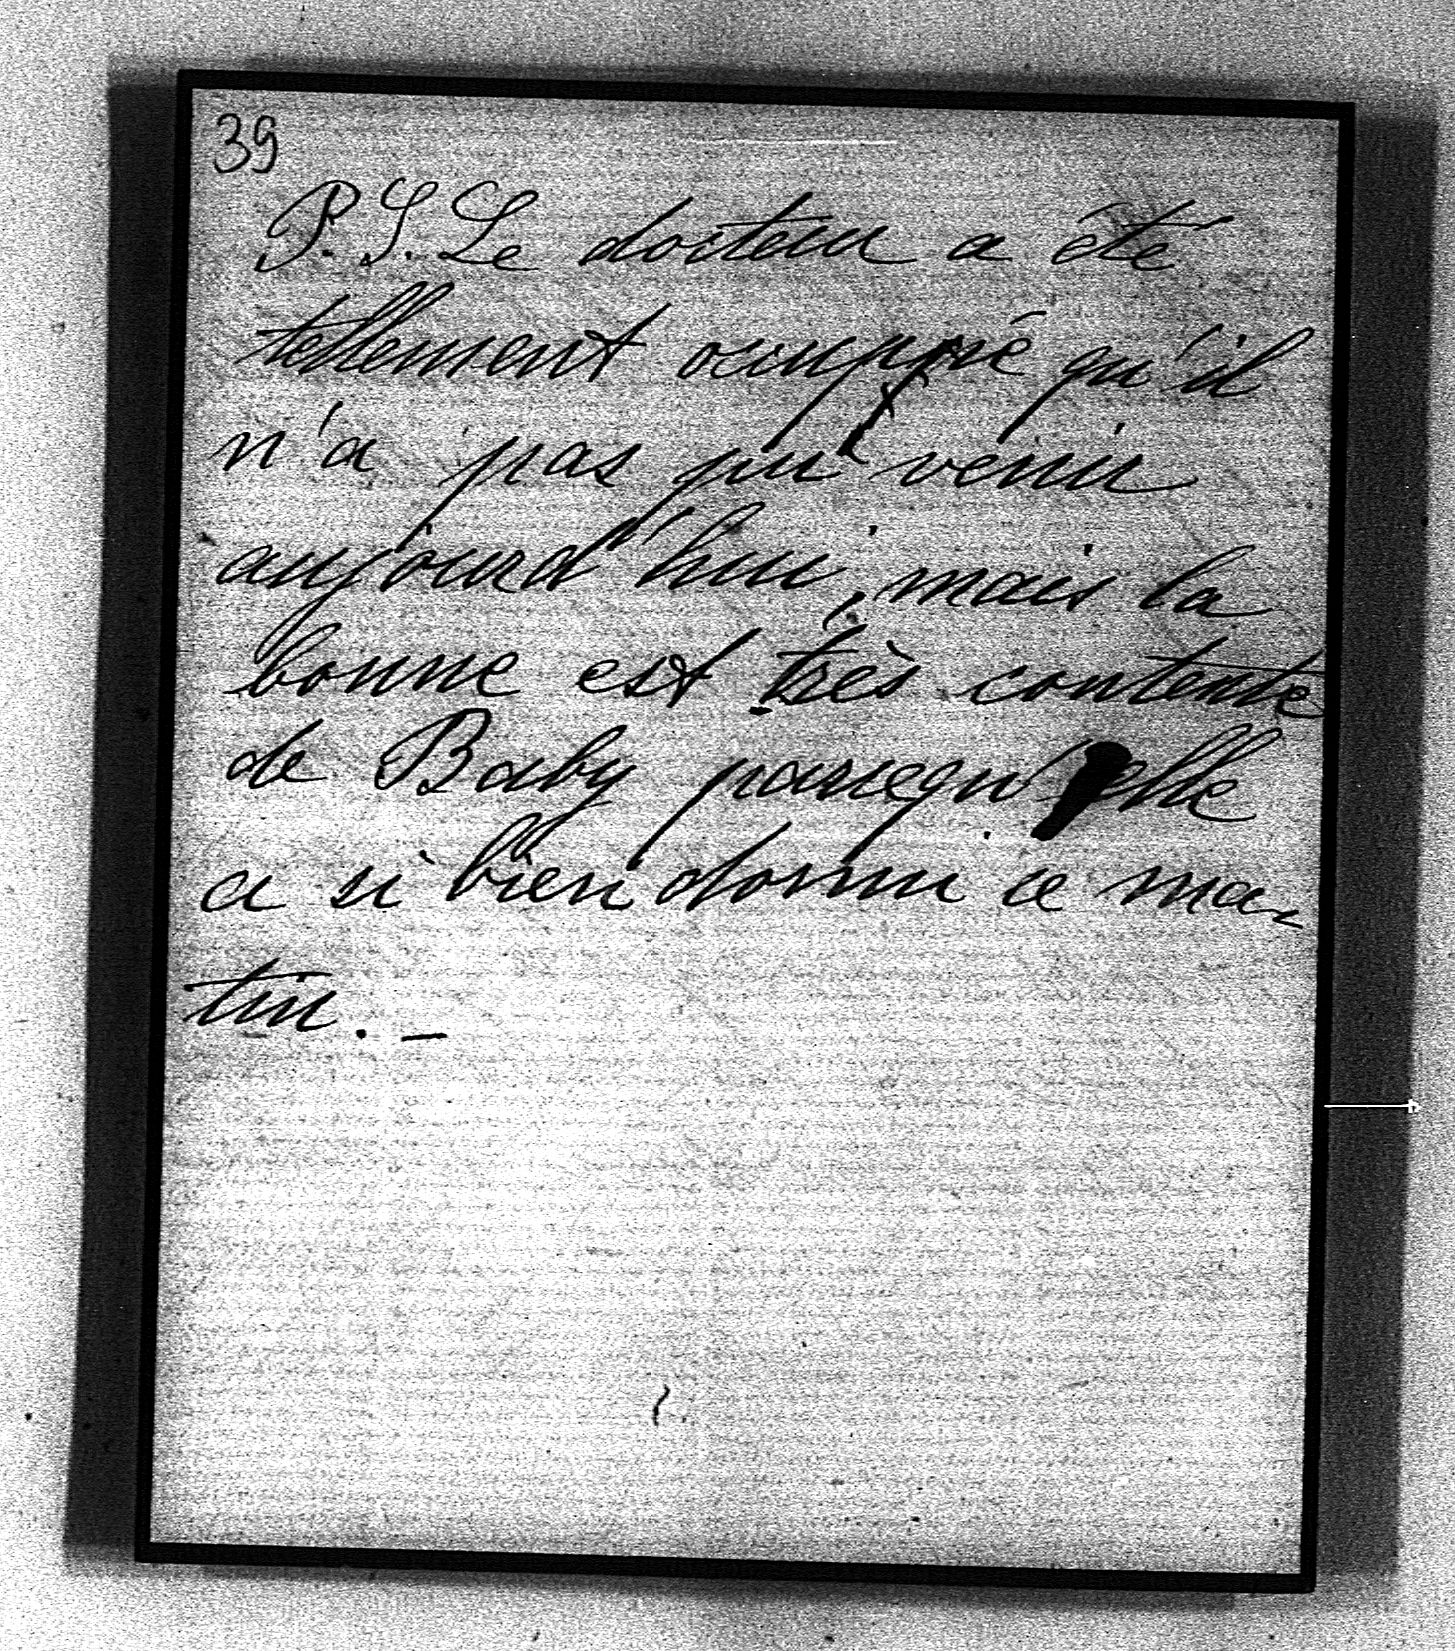 39
P. S. Le docteur a été
tellement occuppé qu'il
n'a pas pu venir
aujourd'hui, mais la
bonne est très contente
de Baby parcequ'elle
a si bien dormi ce ma-
tin. _